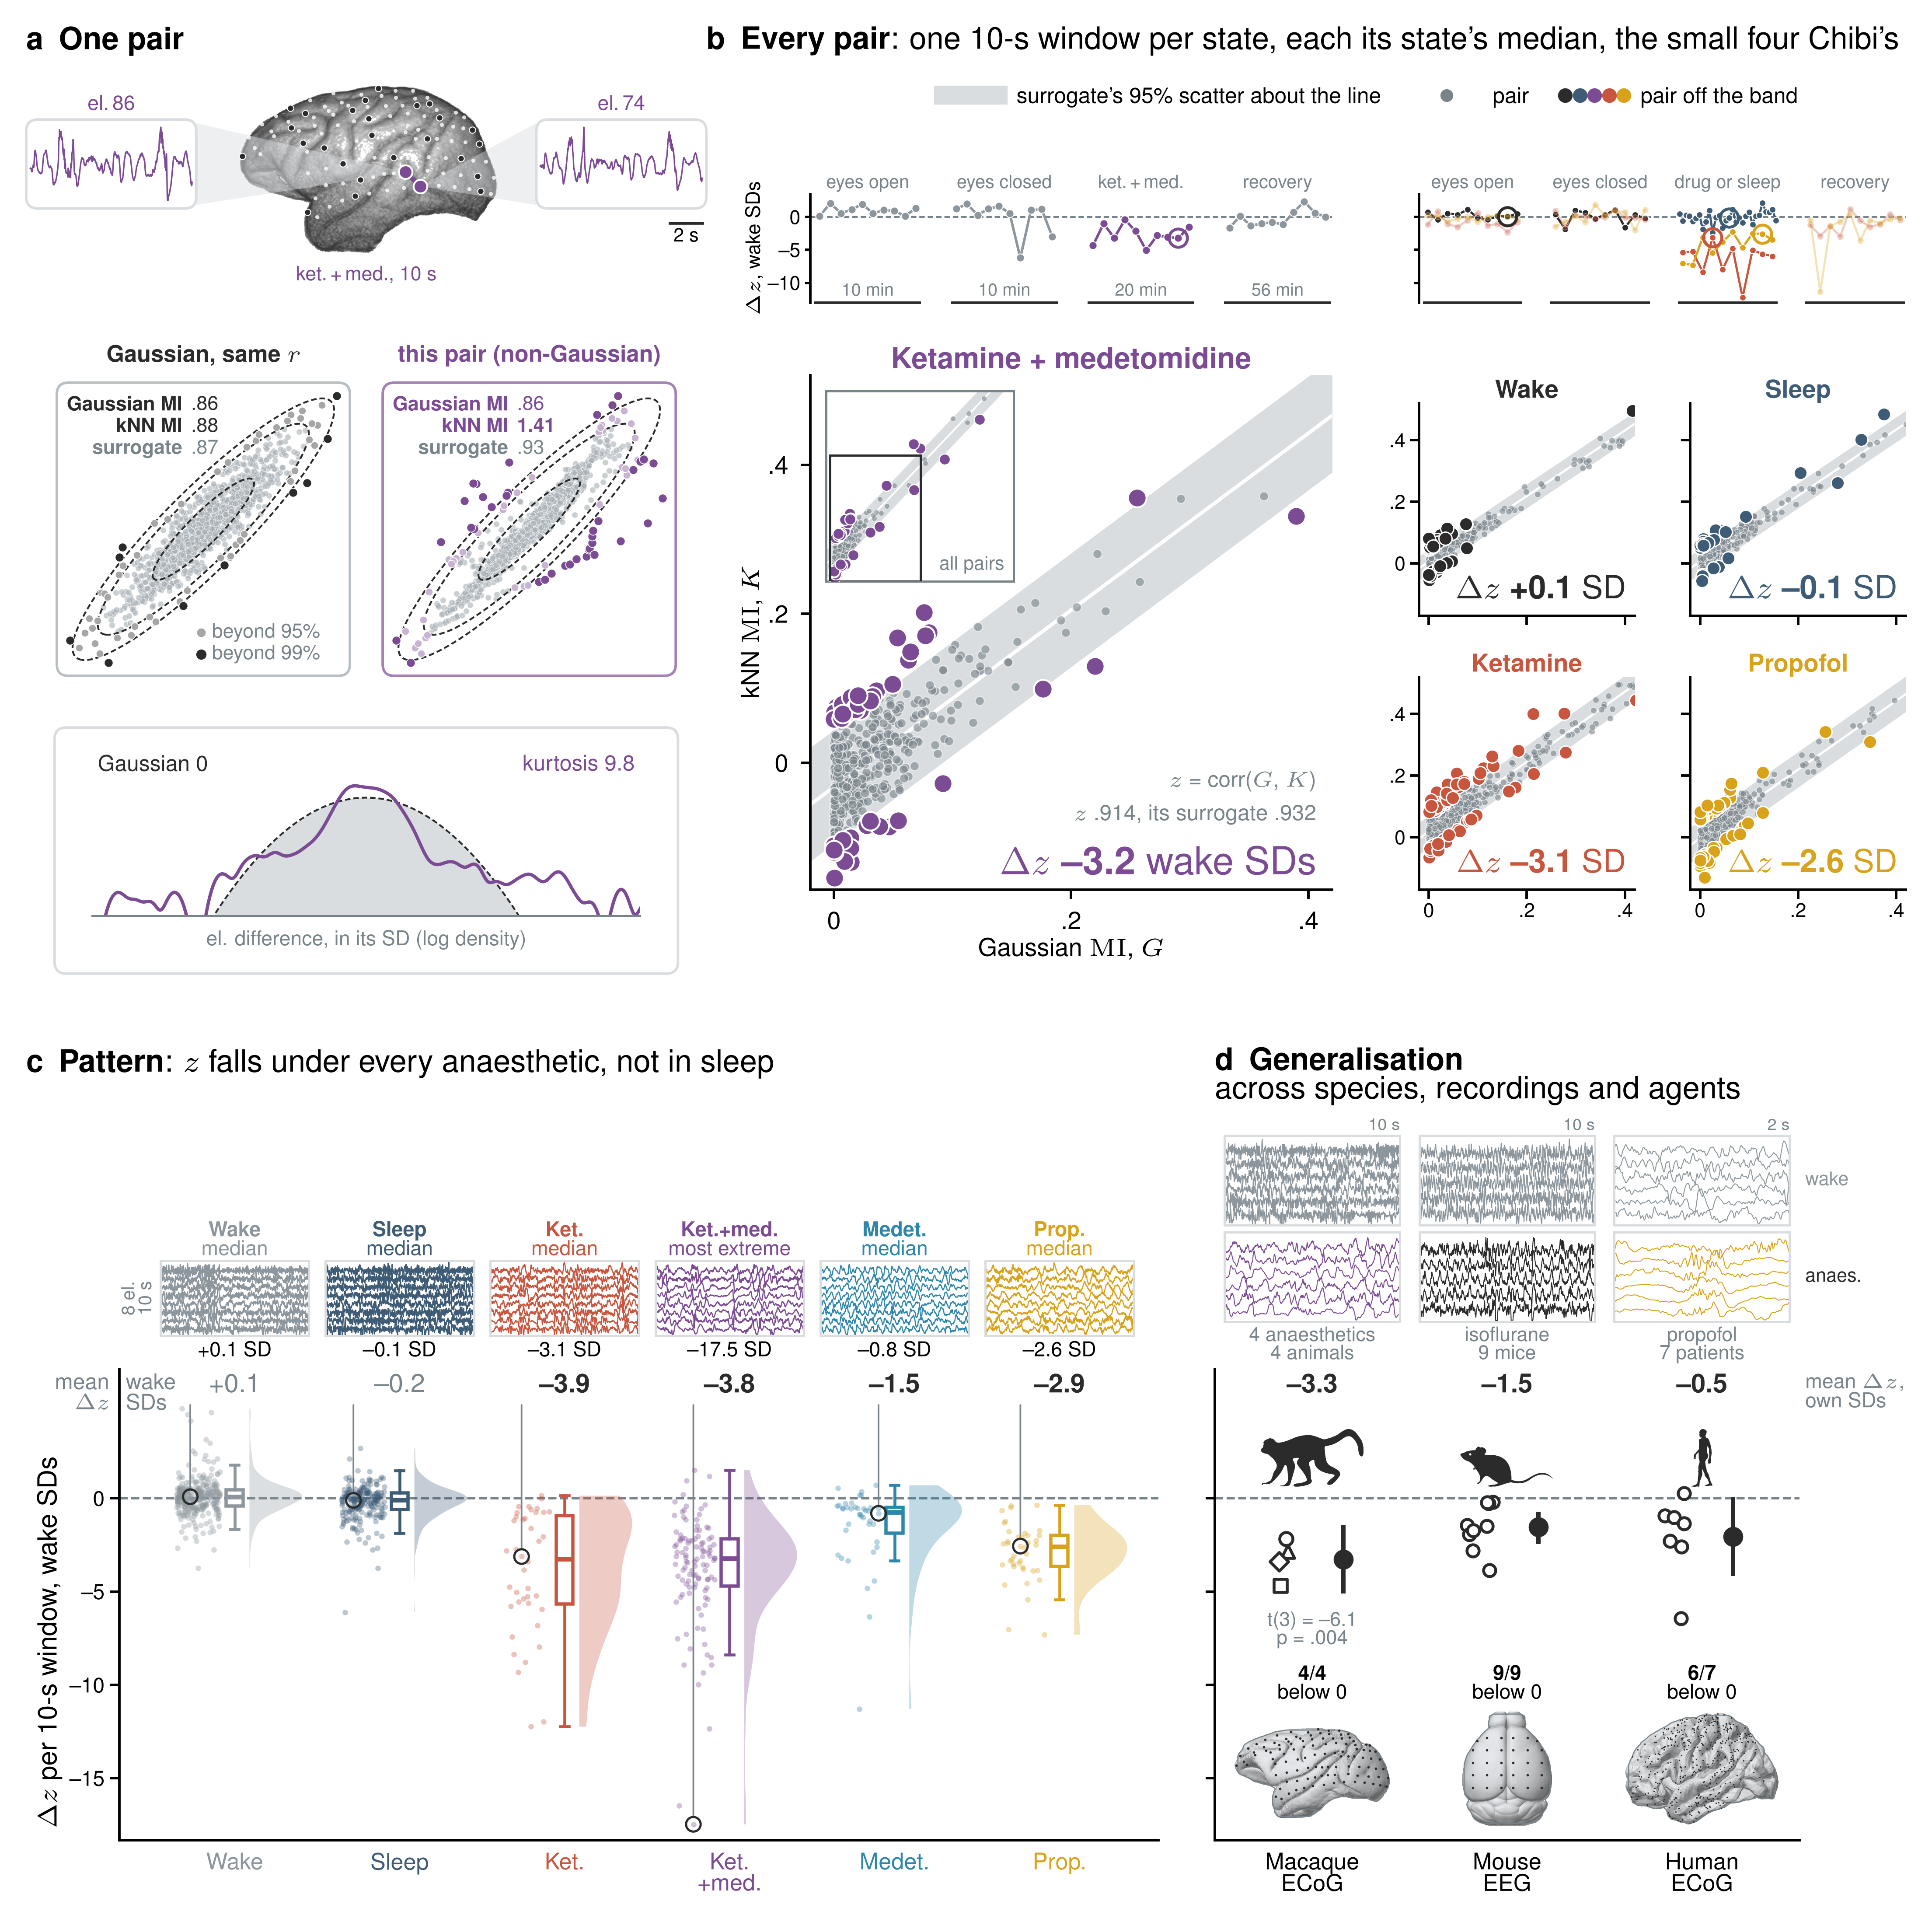 a One pair
el. 86
el. 74
2 s
ket. + med., 10 s
Gaussian, same r
Gaussian MI .86
kNN MI .88
surrogate .87
beyond 95%
beyond 99%
this pair (non-Gaussian)
Gaussian MI .86
kNN MI 1.41
surrogate .93
Gaussian 0
kurtosis 9.8
el. difference, in its SD (log density)
b Every pair: one 10-s window per state, each its state's median, the small four Chibi's
surrogate's 95% scatter about the line
pair
pair off the band
Δz, wake SDs
0
−5
−10
eyes open
eyes closed
ket. + med.
recovery
10 min
10 min
20 min
56 min
eyes open
eyes closed
drug or sleep
recovery
Ketamine + medetomidine
kNN MI, K
.4
.2
0
all pairs
z = corr(G, K)
z .914, its surrogate .932
Δz −3.2 wake SDs
0
.2
.4
Gaussian MI, G
Wake
.4
.2
0
Δz +0.1 SD
Sleep
Δz −0.1 SD
Ketamine
.4
.2
0
Δz −3.1 SD
0
.2
.4
Propofol
Δz −2.6 SD
0
.2
.4
c Pattern: z falls under every anaesthetic, not in sleep
8 el.
10 s
Wake
median
+0.1 SD
Sleep
median
−0.1 SD
Ket.
median
−3.1 SD
Ket.+med.
most extreme
−17.5 SD
Medet.
median
−0.8 SD
Prop.
median
−2.6 SD
mean
Δz
wake
SDs
+0.1
−0.2
−3.9
−3.8
−1.5
−2.9
Δz per 10-s window, wake SDs
0
−5
−10
−15
Wake
Sleep
Ket.
Ket.
+med.
Medet.
Prop.
d Generalisation
across species, recordings and agents
10 s
10 s
2 s
wake
anaes.
4 anaesthetics
4 animals
isoflurane
9 mice
propofol
7 patients
−3.3
−1.5
−0.5
mean Δz,
own SDs
t(3) = −6.1
p = .004
4/4
below 0
9/9
below 0
6/7
below 0
Macaque
ECoG
Mouse
EEG
Human
ECoG